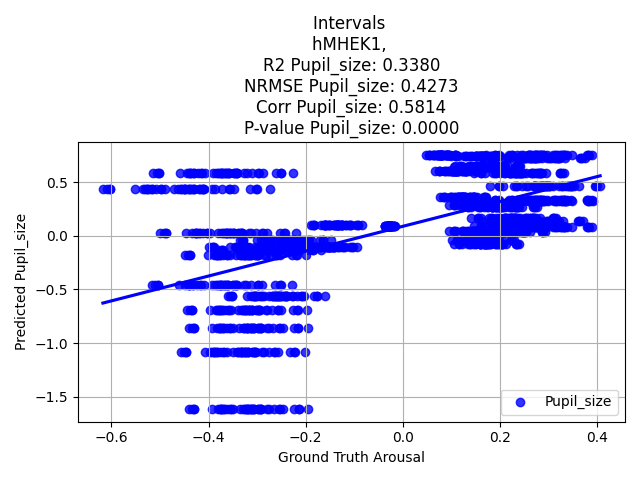 Intervals
hMHEK1,
R2 Pupil_size: 0.3380
NRMSE Pupil_size: 0.4273
Corr Pupil_size: 0.5814
P-value Pupil_size: 0.0000
Predicted Pupil_size
0.5
0.0
−0.5
−1.0
−1.5
Pupil_size
−0.6 −0.4 −0.2 0.0 0.2 0.4
Ground Truth Arousal